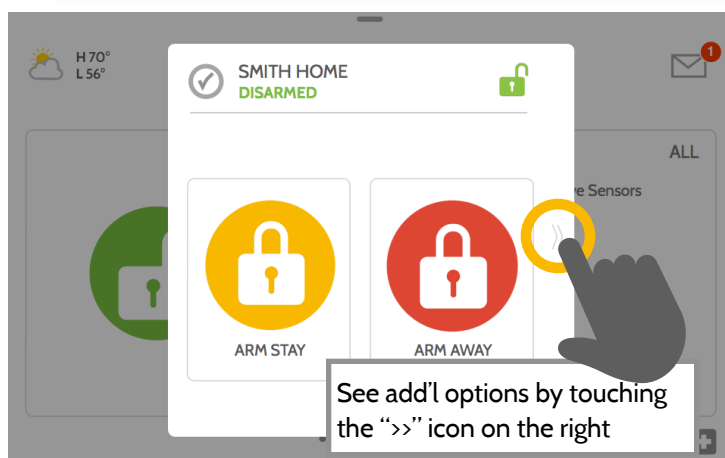 H 70°
L 56°
SMITH HOME
DISARMED
1
ALL
e Sensors
»
ARM STAY
ARM AWAY
See add’l options by touching
the “>>” icon on the right